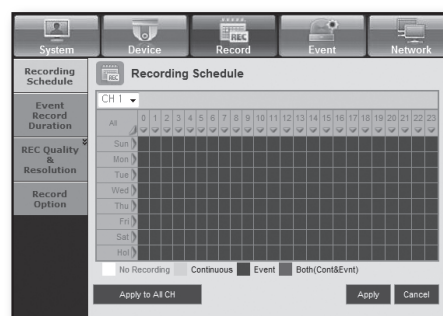 System Device Record Event Network
REC
Recording Schedule
Event Record Duration
REC Quality & Resolution
Record Option
REC Recording Schedule
CH 1
All 0 1 2 3 4 5 6 7 8 9 10 11 12 13 14 15 16 17 18 19 20 21 22 23
Sun
Mon
Tue
Wed
Thu
Fri
Sat
Hol
No Recording Continuous Event Both(Cont&Evnt)
Apply to All CH Apply Cancel